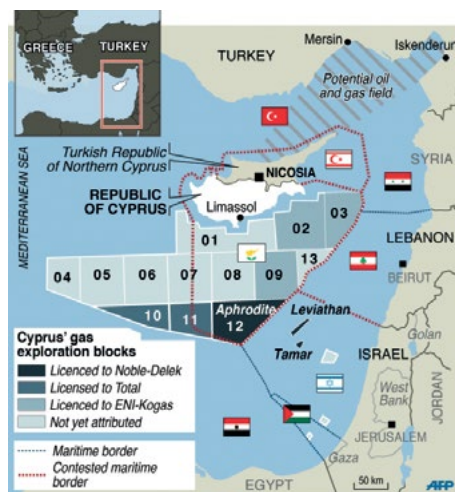 GREECE
TURKEY
TURKEY
Mersin
Iskenderun
Potential oil
and gas field
Turkish Republic
of Northern Cyprus
NICOSIA
SYRIA
REPUBLIC
OF CYPRUS
Limassol
MEDITERRANEAN SEA
LEBANON
BEIRUT
01
02
03
04
05
06
07
08
09
13
10
11
Aphrodite
12
Leviathan
Tamar
Golan
ISRAEL
West
Bank
JORDAN
JERUSALEM
Gaza
EGYPT
50 km
AFP
Cyprus' gas
exploration blocks
Licenced to Noble-Delek
Licensed to Total
Licenced to ENI-Kogas
Not yet attributed
Maritime border
Contested maritime
border